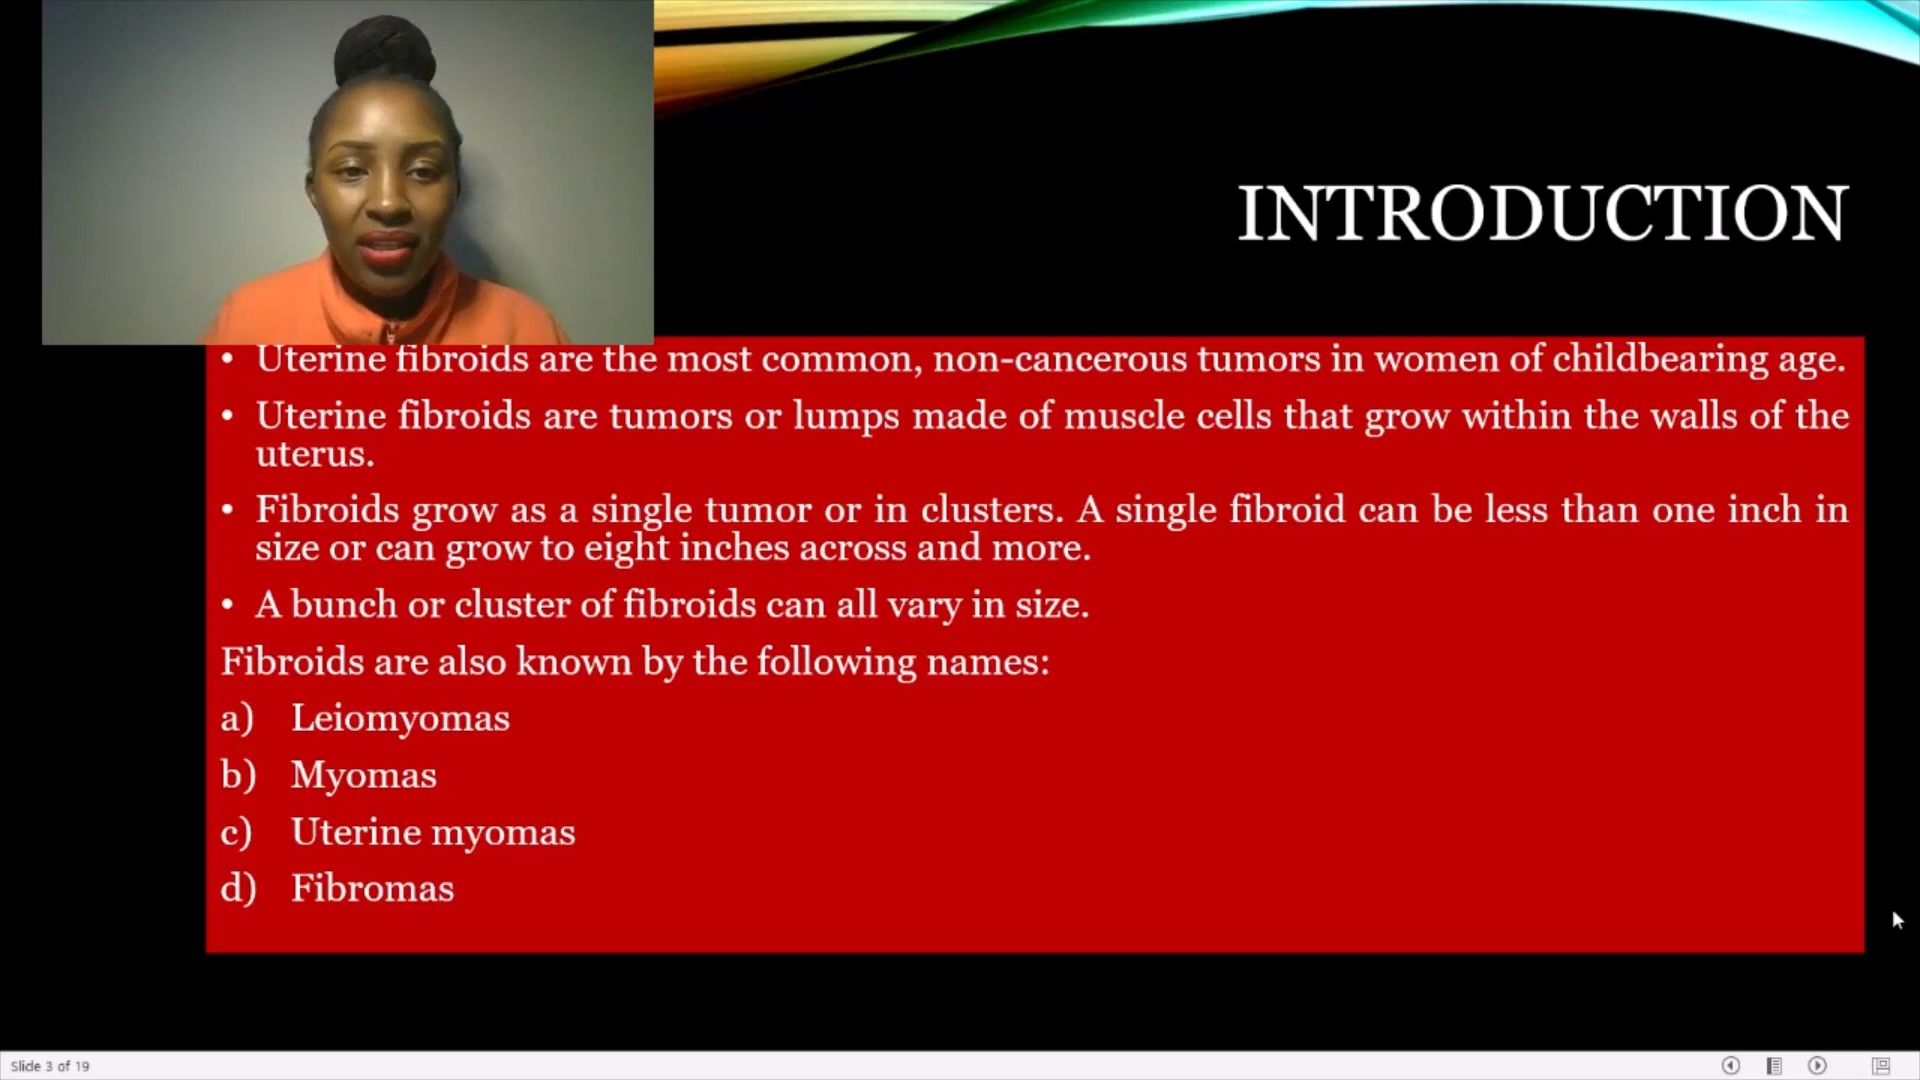 INTRODUCTION
• Uterine fibroids are the most common, non-cancerous tumors in women of childbearing age.
• Uterine fibroids are tumors or lumps made of muscle cells that grow within the walls of the
uterus.
• Fibroids grow as a single tumor or in clusters. A single fibroid can be less than one inch in
size or can grow to eight inches across and more.
• A bunch or cluster of fibroids can all vary in size.
Fibroids are also known by the following names:
a) Leiomyomas
b) Myomas
c) Uterine myomas
d) Fibromas
Slide 3 of 19